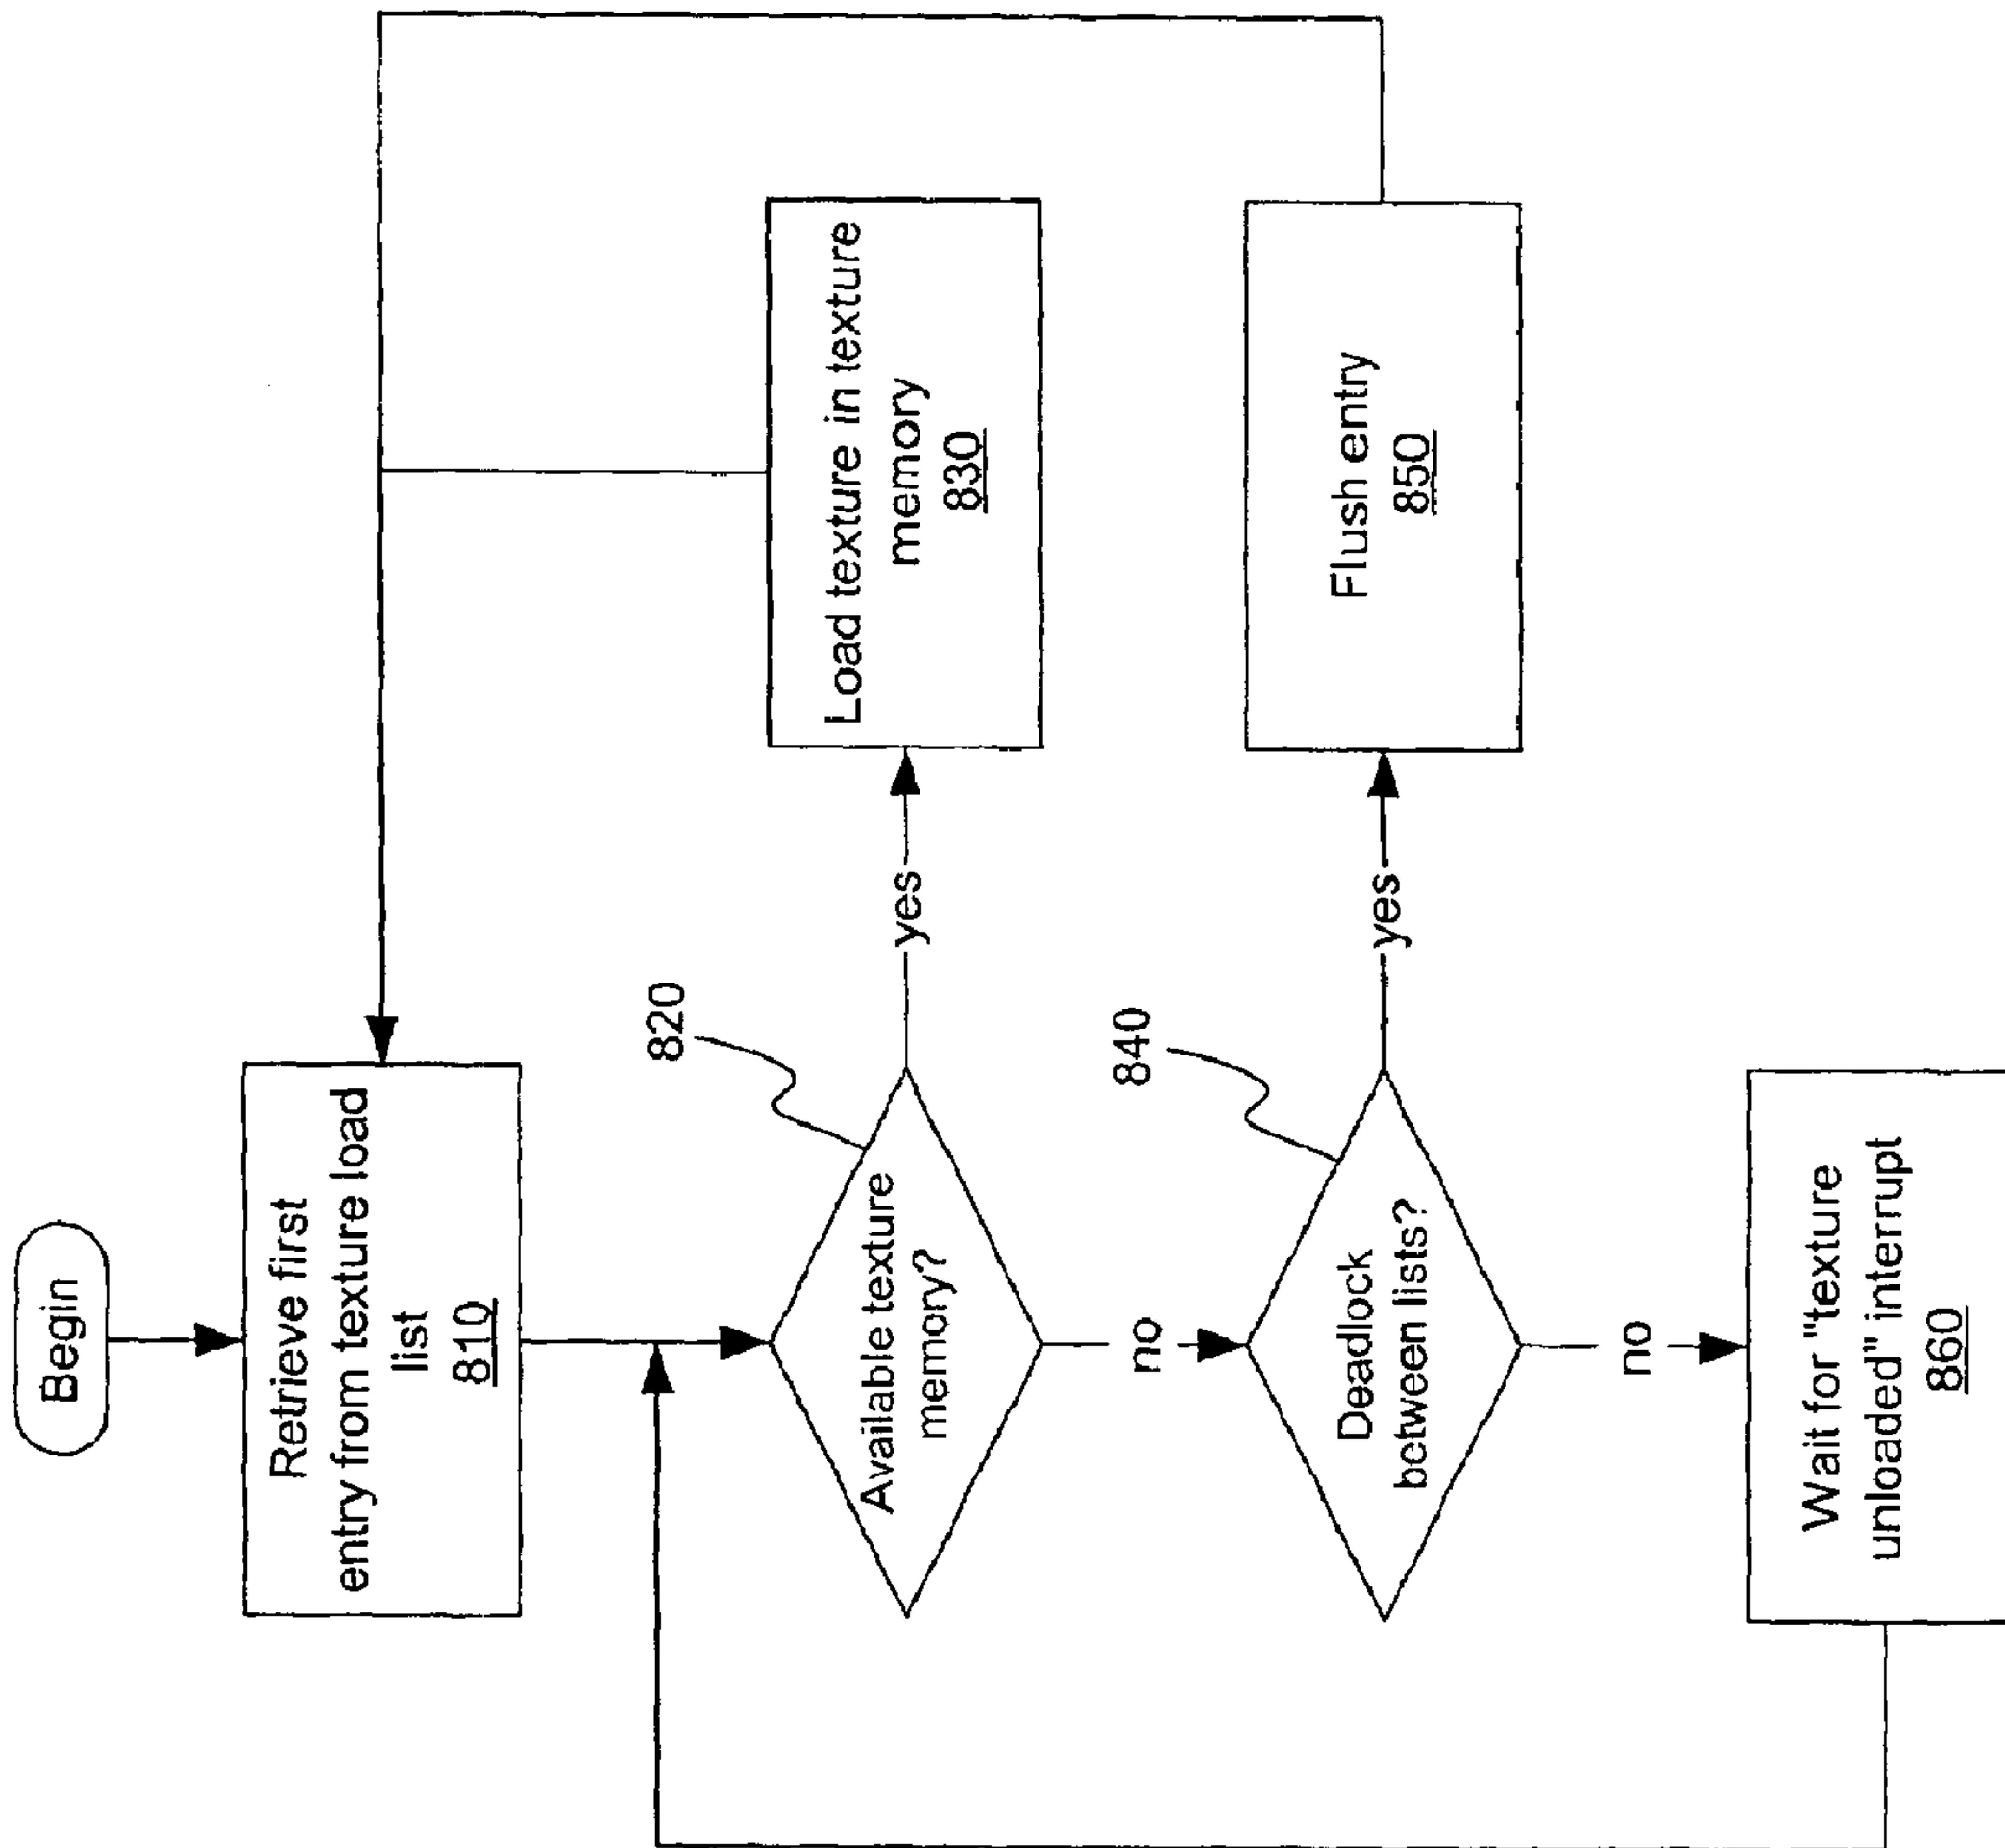 Begin
Retrieve first
entry from texture load
list
810
820
Available texture
memory?
yes
Load texture in texture
memory
830
no
840
Deadlock
between lists?
yes
Flush entry
850
no
Wait for "texture
unloaded" interrupt
860